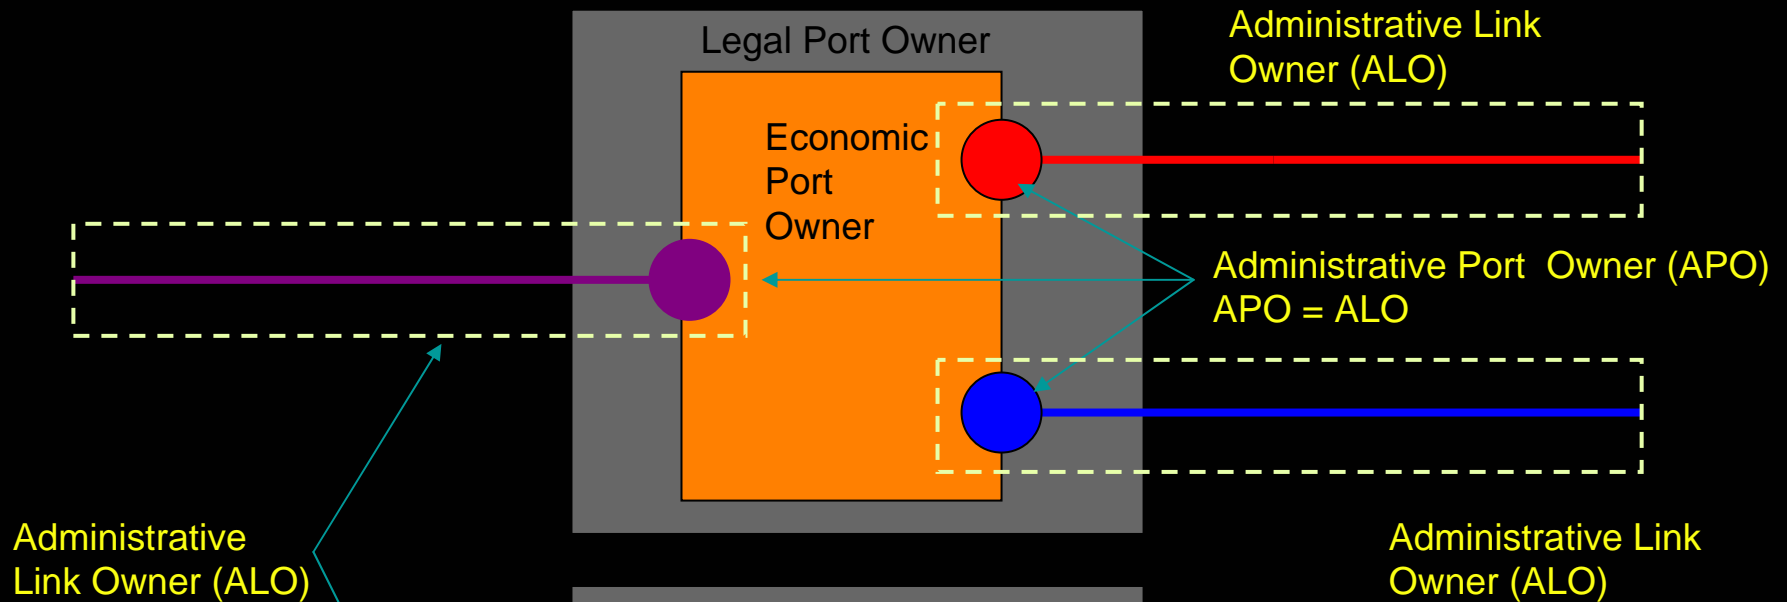 Legal Port Owner
Administrative Link
Owner (ALO)
Economic
Port
Owner
Administrative Port Owner (APO)
APO = ALO
Administrative
Link Owner (ALO)
Administrative Link
Owner (ALO)